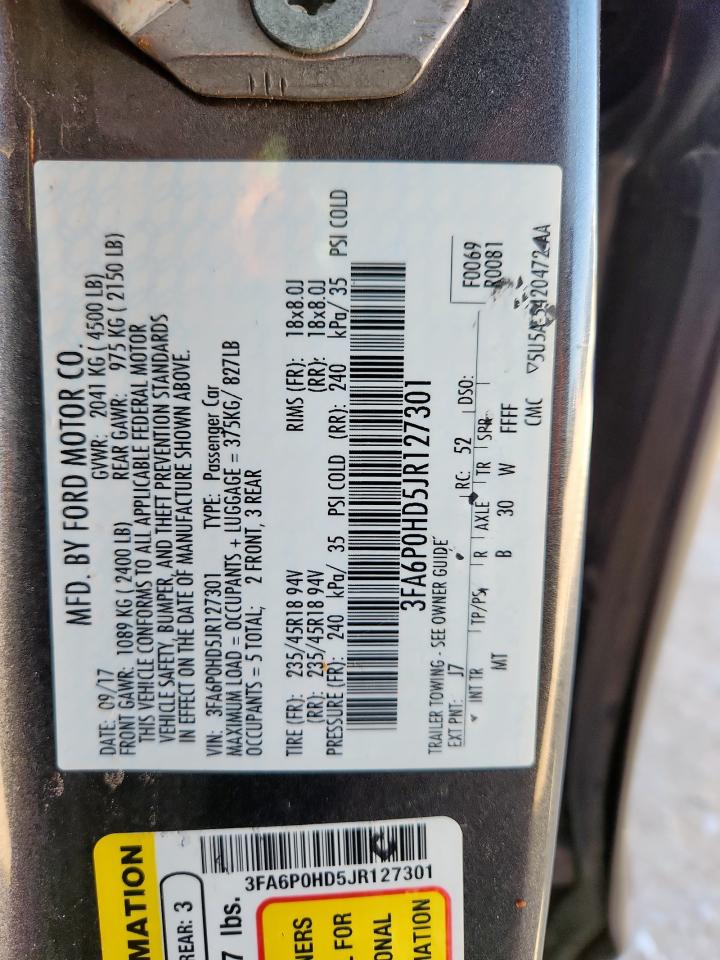 MFD. BY FORD MOTOR CO.
DATE: 09/17 GVWR: 2041 KG ( 4500 LB)
FRONT GAWR: 1089 KG ( 2400 LB) REAR GAWR: 975 KG ( 2150 LB)
THIS VEHICLE CONFORMS TO ALL APPLICABLE FEDERAL MOTOR
VEHICLE SAFETY, BUMPER, AND THEFT PREVENTION STANDARDS
IN EFFECT ON THE DATE OF MANUFACTURE SHOWN ABOVE.
VIN: 3FA6P0HD5JR127301 TYPE: Passenger Car
MAXIMUM LOAD = OCCUPANTS + LUGGAGE = 375KG/ 827LB
OCCUPANTS = 5 TOTAL; 2 FRONT, 3 REAR
TIRE (FR): 235/45R18 94V RIMS (FR): 18x8.0J
(RR): 235/45R18 94V (RR): 18x8.0J
PRESSURE (FR): 240 kPa/ 35 PSI COLD (RR): 240 kPa/ 35 PSI COLD
3FA6P0HD5JR127301
TRAILER TOWING - SEE OWNER GUIDE
F0069
R0081
EXT PNT: J7 RC: 52 DSO:
INT TR TP/PS R AXLE TR SPR
MT B 30 W FFFF
CMC
3FA6P0HD5JR127301
MATION
REAR: 3
7 lbs.
NERS
L FOR
ONAL
MATION